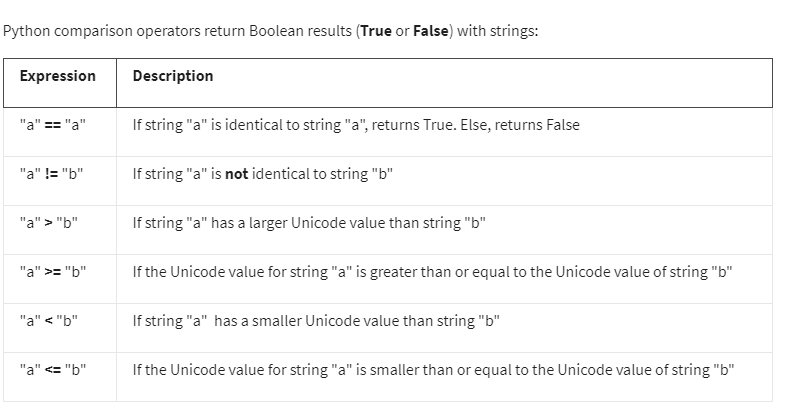 Python comparison operators return Boolean results (True or False) with strings:
Expression Description
"a" == "a" If string "a" is identical to string "a", returns True. Else, returns False
"a" != "b" If string "a" is not identical to string "b"
"a" > "b" If string "a" has a larger Unicode value than string "b"
"a" >= "b" If the Unicode value for string "a" is greater than or equal to the Unicode value of string "b"
"a" < "b" If string "a" has a smaller Unicode value than string "b"
"a" <= "b" If the Unicode value for string "a" is smaller than or equal to the Unicode value of string "b"